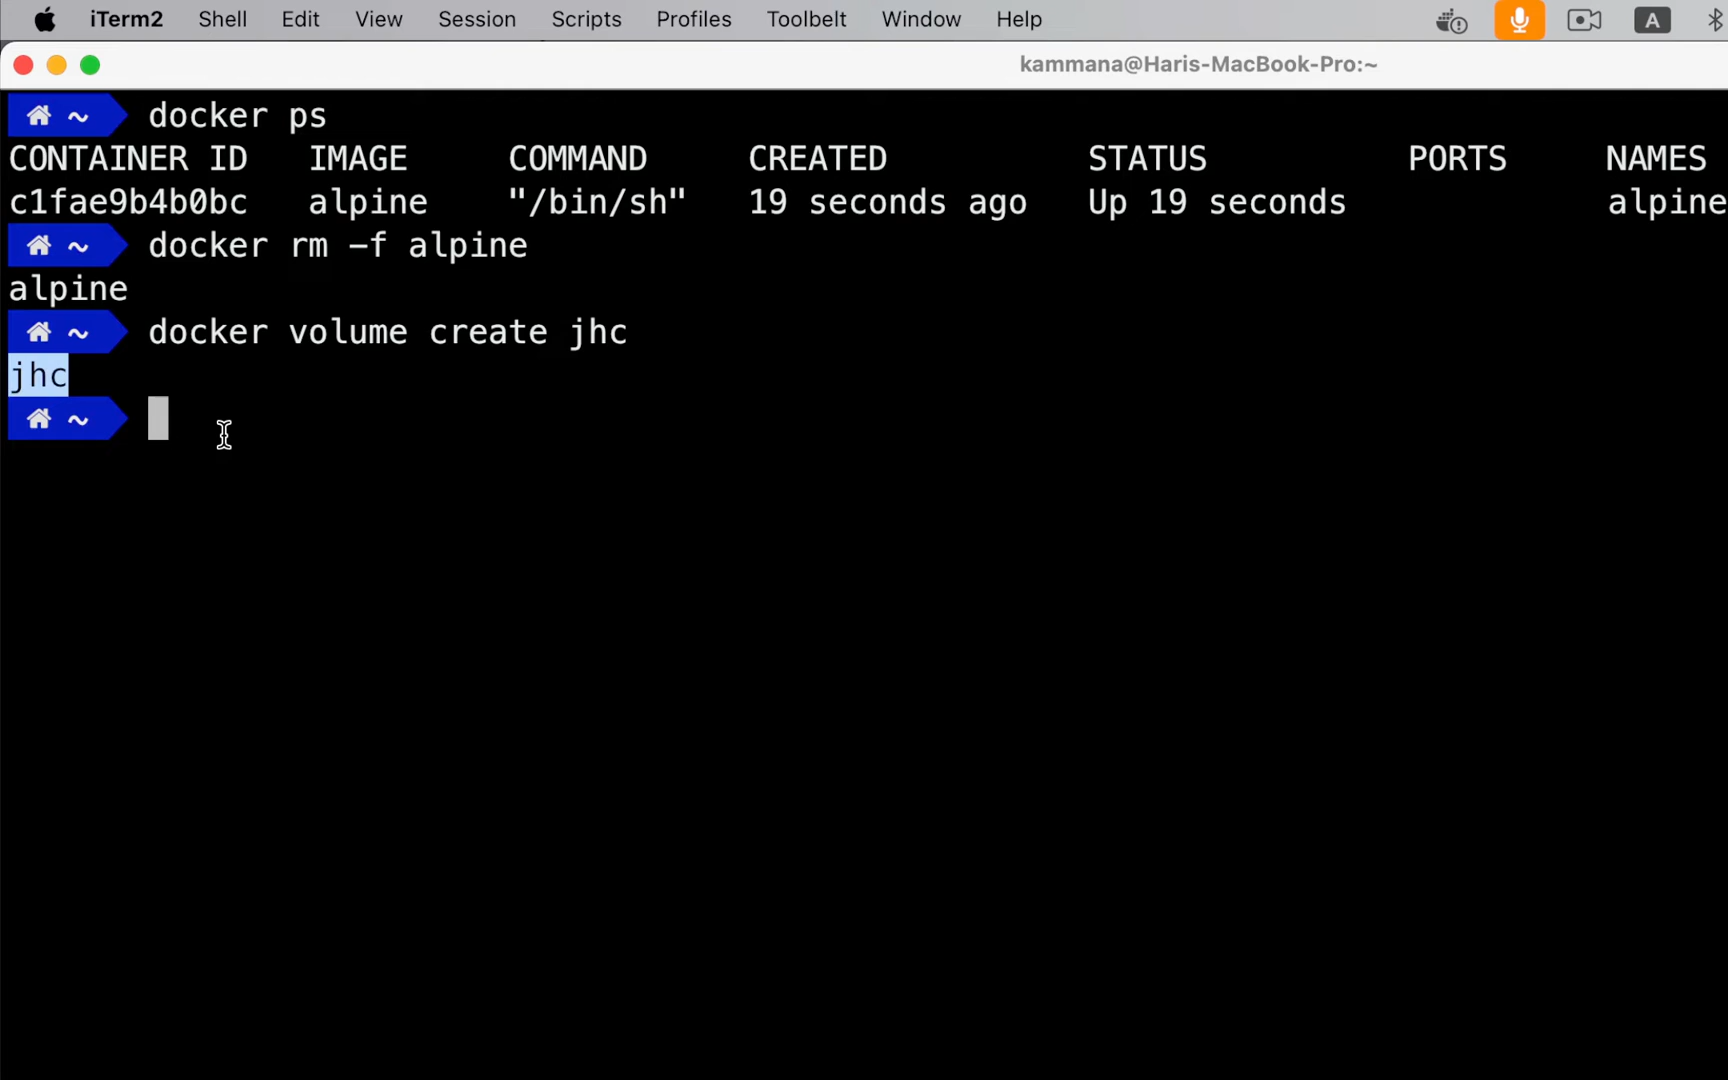 iTerm2 Shell Edit View Session Scripts Profiles Toolbelt Window Help A
kammana@Haris-MacBook-Pro:~
~ docker ps
CONTAINER ID IMAGE COMMAND CREATED STATUS PORTS NAMES
c1fae9b4b0bc alpine "/bin/sh" 19 seconds ago Up 19 seconds alpine
~ docker rm -f alpine
alpine
~ docker volume create jhc
jhc
~